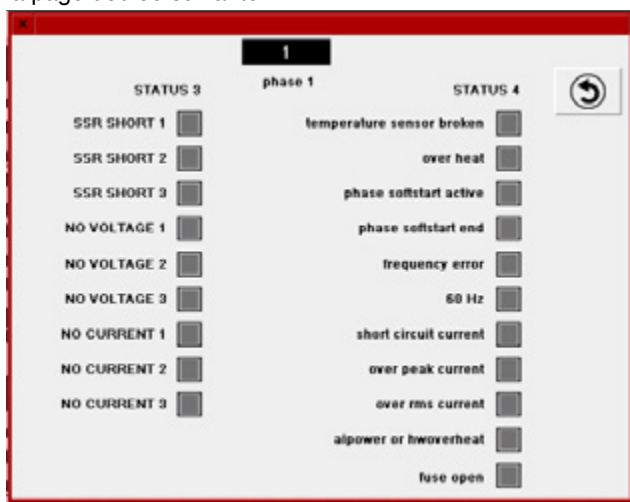 1
phase 1
STATUS 3
SSR SHORT 1
SSR SHORT 2
SSR SHORT 3
NO VOLTAGE 1
NO VOLTAGE 2
NO VOLTAGE 3
NO CURRENT 1
NO CURRENT 2
NO CURRENT 3
STATUS 4
temperature sensor broken
over heat
phase softstart active
phase softstart end
frequency error
60 Hz
short circuit current
over peak current
over rms current
alpower or hwoverheat
fuse open